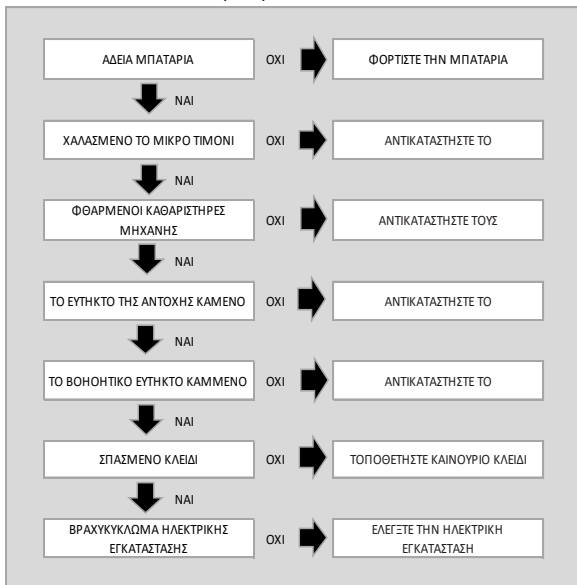 ΑΔΕΙΑ ΜΠΑΤΑΡΙΑ
ΟΧΙ
ΦΟΡΤΙΣΤΕ ΤΗΝ ΜΠΑΤΑΡΙΑ
ΝΑΙ
ΧΑΛΑΣΜΕΝΟ ΤΟ ΜΙΚΡΟ ΤΙΜΟΝΙ
ΟΧΙ
ΑΝΤΙΚΑΤΑΣΤΗΣΤΕ ΤΟ
ΝΑΙ
ΦΘΑΡΜΕΝΟΙ ΚΑΘΑΡΙΣΤΗΡΕΣ
ΜΗΧΑΝΗΣ
ΟΧΙ
ΑΝΤΙΚΑΤΑΣΤΗΣΤΕ ΤΟΥΣ
ΝΑΙ
ΤΟ ΕΥΤΗΚΤΟ ΤΗΣ ΑΝΤΟΧΗΣ ΚΑΜΕΝΟ
ΟΧΙ
ΑΝΤΙΚΑΤΑΣΤΗΣΤΕ ΤΟ
ΝΑΙ
ΤΟ ΒΟΗΟΗΤΙΚΟ ΕΥΤΗΚΤΟ ΚΑΜΜΕΝΟ
ΟΧΙ
ΑΝΤΙΚΑΤΑΣΤΗΣΤΕ ΤΟ
ΝΑΙ
ΣΠΑΣΜΕΝΟ ΚΛΕΙΔΙ
ΟΧΙ
ΤΟΠΟΘΕΤΗΣΤΕ ΚΑΙΝΟΥΡΙΟ ΚΛΕΙΔΙ
ΝΑΙ
ΒΡΑΧΥΚΥΚΛΩΜΑ ΗΛΕΚΤΡΙΚΗΣ
ΕΓΚΑΤΑΣΤΑΣΗΣ
ΟΧΙ
ΕΛΕΓΞΤΕ ΤΗΝ ΗΛΕΚΤΡΙΚΗ
ΕΓΚΑΤΑΣΤΑΣΗ